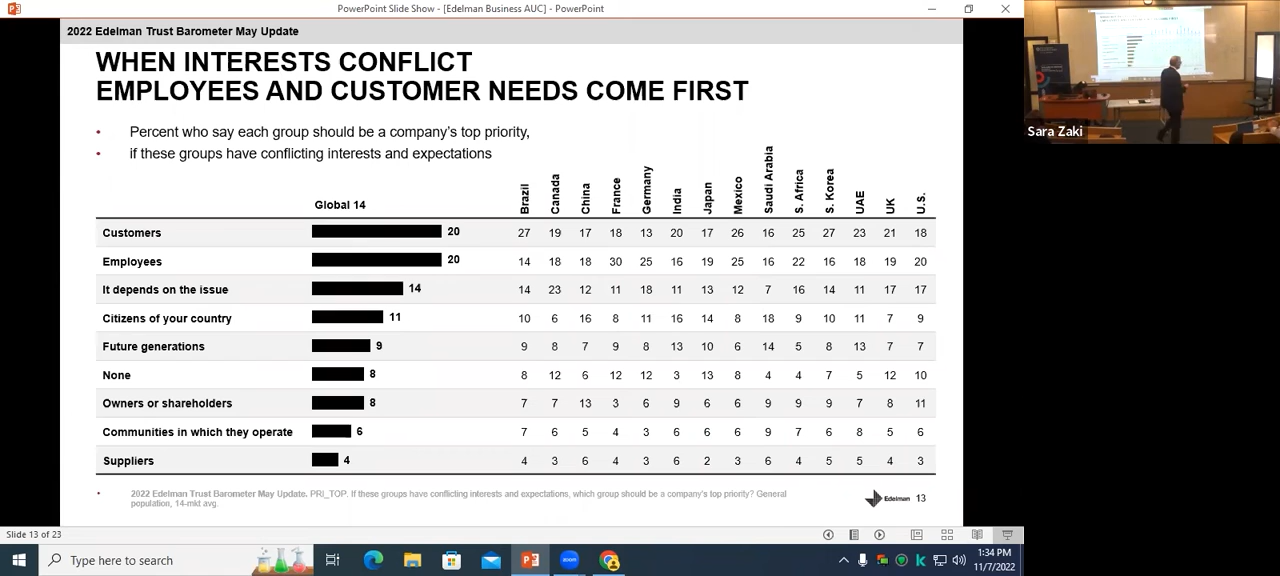 PowerPoint Slide Show - [Edelman Business AUC] - PowerPoint
2022 Edelman Trust Barometer May Update
WHEN INTERESTS CONFLICT
EMPLOYEES AND CUSTOMER NEEDS COME FIRST
• Percent who say each group should be a company's top priority,
• if these groups have conflicting interests and expectations
Global 14 Brazil Canada China France Germany India Japan Mexico Saudi Arabia S. Africa S. Korea UAE UK U.S.
Customers 20 27 19 17 18 13 20 17 26 16 25 27 23 21 18
Employees 20 14 18 18 30 25 16 19 25 16 22 16 18 19 20
It depends on the issue 14 14 23 12 11 18 11 13 12 7 16 14 11 17 17
Citizens of your country 11 10 6 16 8 11 16 14 8 18 9 10 11 7 9
Future generations 9 9 8 7 9 8 13 10 6 14 5 8 13 7 7
None 8 8 12 6 12 12 3 13 8 4 4 7 5 12 10
Owners or shareholders 8 7 7 13 3 6 9 6 6 9 9 9 7 8 11
Communities in which they operate 6 7 6 5 4 3 6 6 6 9 7 6 8 5 6
Suppliers 4 4 3 6 4 3 6 2 3 6 4 5 5 4 3
• 2022 Edelman Trust Barometer May Update. PRI_TOP. If these groups have conflicting interests and expectations, which group should be a company's top priority? General
population, 14-mkt avg.
Edelman 13
Sara Zaki
Slide 13 of 23
Type here to search
1:34 PM
11/7/2022